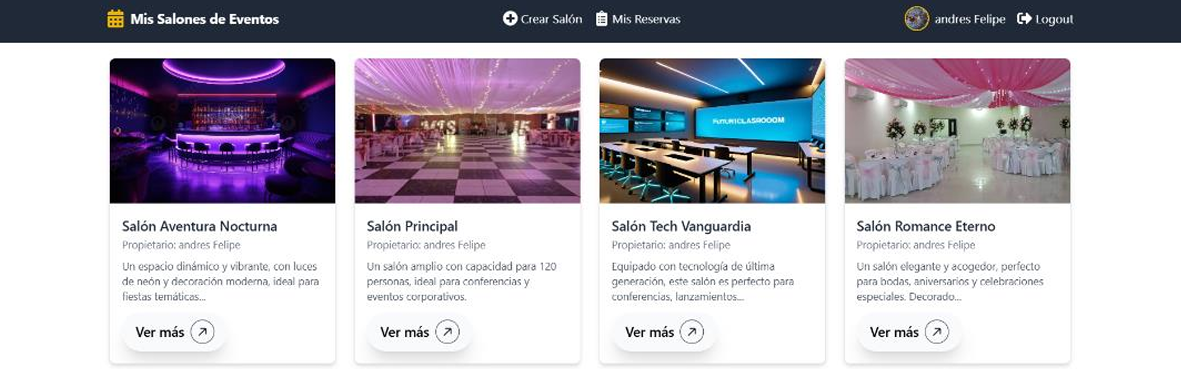 Mis Salones de Eventos
Crear Salón
Mis Reservas
andres Felipe
Logout
MIS 15
FUTURICLASROOOM
Salón Aventura Nocturna
Propietario: andres Felipe
Un espacio dinámico y vibrante, con luces
de neón y decoración moderna, ideal para
fiestas temáticas...
Ver más
Salón Principal
Propietario: andres Felipe
Un salón amplio con capacidad para 120
personas, ideal para conferencias y
eventos corporativos.
Ver más
Salón Tech Vanguardia
Propietario: andres Felipe
Equipado con tecnología de última
generación, este salón es perfecto para
conferencias, lanzamientos...
Ver más
Salón Romance Eterno
Propietario: andres Felipe
Un salón elegante y acogedor, perfecto
para bodas, aniversarios y celebraciones
especiales. Decorado...
Ver más